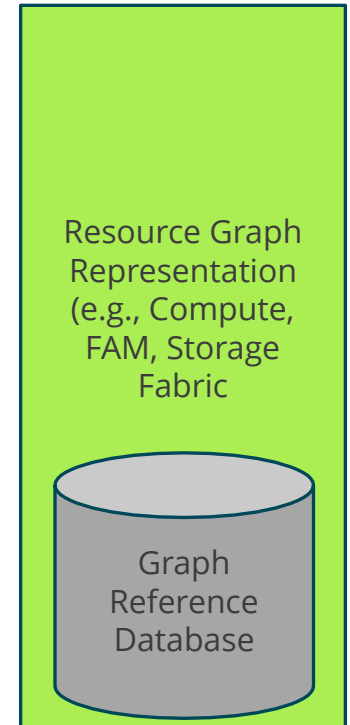 Resource Graph
Representation
(e.g., Compute,
FAM, Storage
Fabric
Graph
Reference
Database